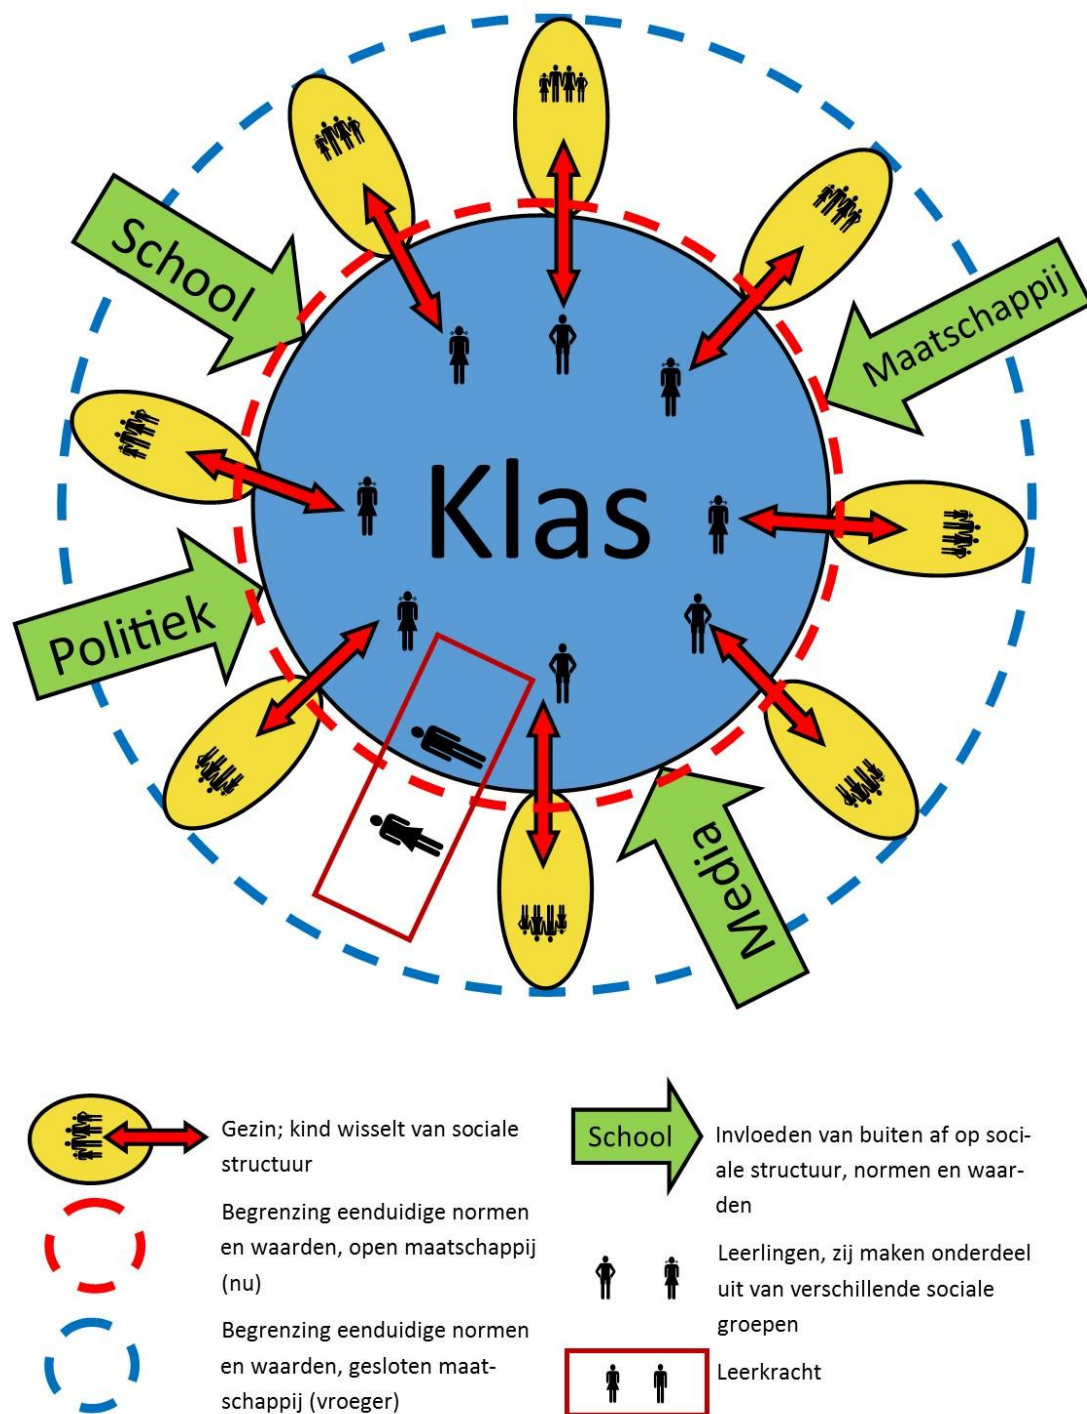 School
Maatschappij
Klas
Politiek
Media
Gezin; kind wisselt van sociale
structuur
Begrenzing eenduidige normen
en waarden, open maatschappij
(nu)
Begrenzing eenduidige normen
en waarden, gesloten maat-
schappij (vroeger)
School
Invloeden van buiten af op soci-
ale structuur, normen en waar-
den
Leerlingen, zij maken onderdeel
uit van verschillende sociale
groepen
Leerkracht